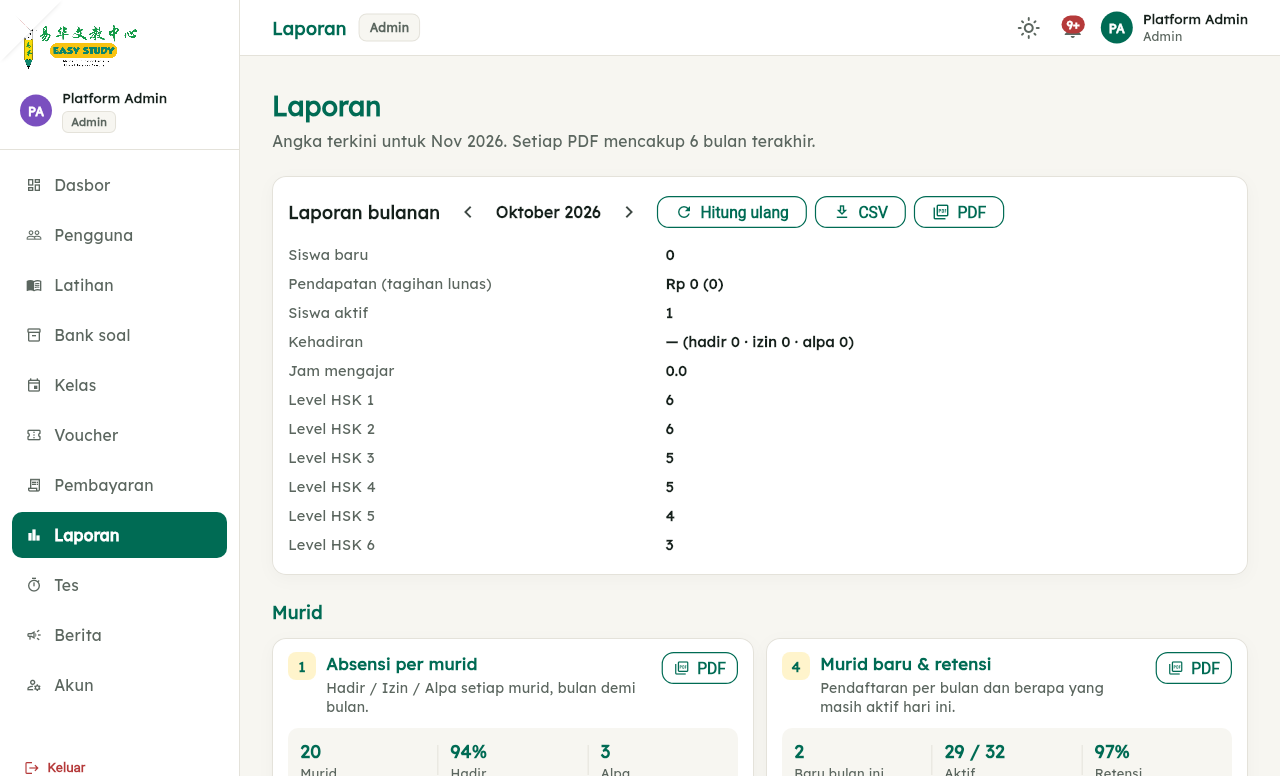 易华文教中心
EASY STUDY
Platform Admin
PA
Admin
Dasbor
Pengguna
Latihan
Bank soal
Kelas
Voucher
Pembayaran
Laporan
Tes
Berita
Akun
Keluar
Laporan
Admin
9+
PA
Platform Admin
Admin
Laporan
Angka terkini untuk Nov 2026. Setiap PDF mencakup 6 bulan terakhir.
Laporan bulanan
Oktober 2026
Hitung ulang
CSV
PDF
Siswa baru 0
Pendapatan (tagihan lunas) Rp 0 (0)
Siswa aktif 1
Kehadiran — (hadir 0 · izin 0 · alpa 0)
Jam mengajar 0.0
Level HSK 1 6
Level HSK 2 6
Level HSK 3 5
Level HSK 4 5
Level HSK 5 4
Level HSK 6 3
Murid
1 Absensi per murid
PDF
Hadir / Izin / Alpa setiap murid, bulan demi
bulan.
20 94% 3
Murid Hadir Alpa
4 Murid baru & retensi
PDF
Pendaftaran per bulan dan berapa yang
masih aktif hari ini.
2 29 / 32 97%
Baru bulan ini Aktif Retensi